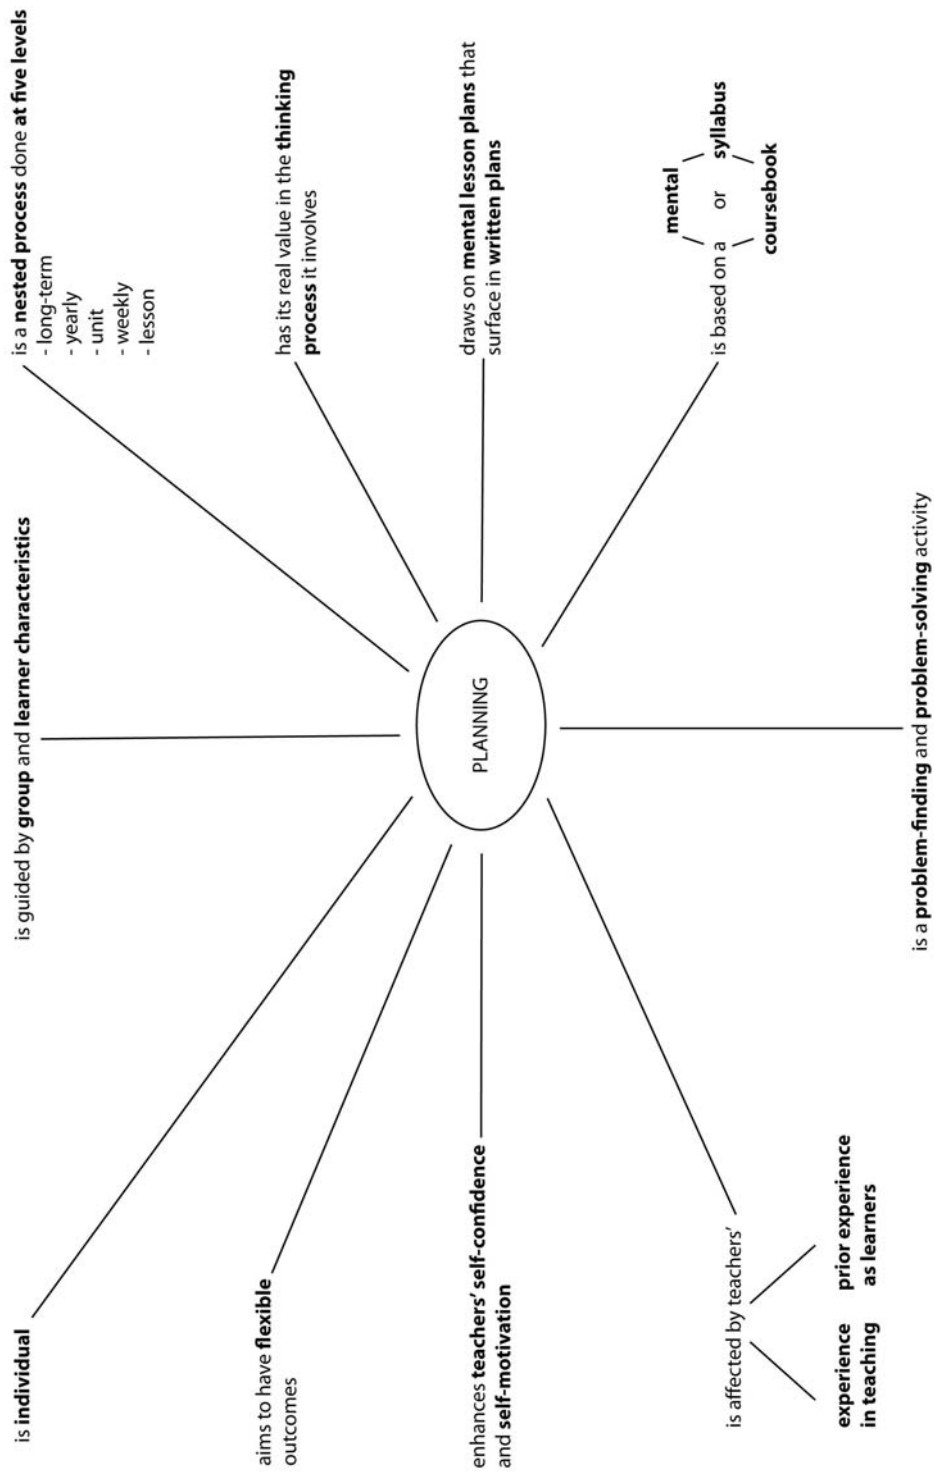 is individual
is guided by group and learner characteristics
is a nested process done at five levels
- long-term
- yearly
- unit
- weekly
- lesson
aims to have flexible
outcomes
has its real value in the thinking
process it involves
enhances teachers’ self-confidence
and self-motivation
PLANNING
draws on mental lesson plans that
surface in written plans
is affected by teachers’
experience
in teaching
prior experience
as learners
mental
is based on a or syllabus
coursebook
is a problem-finding and problem-solving activity